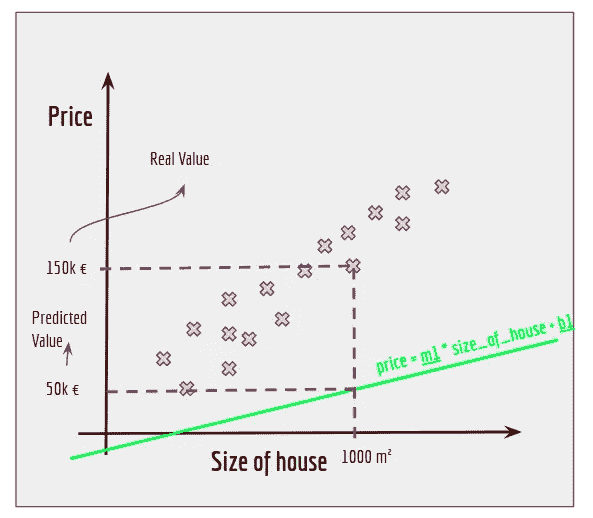 Price
Real Value
150k €
Predicted
Value
50k €
price = m1 * size_of_house + b1
Size of house
1000 m²